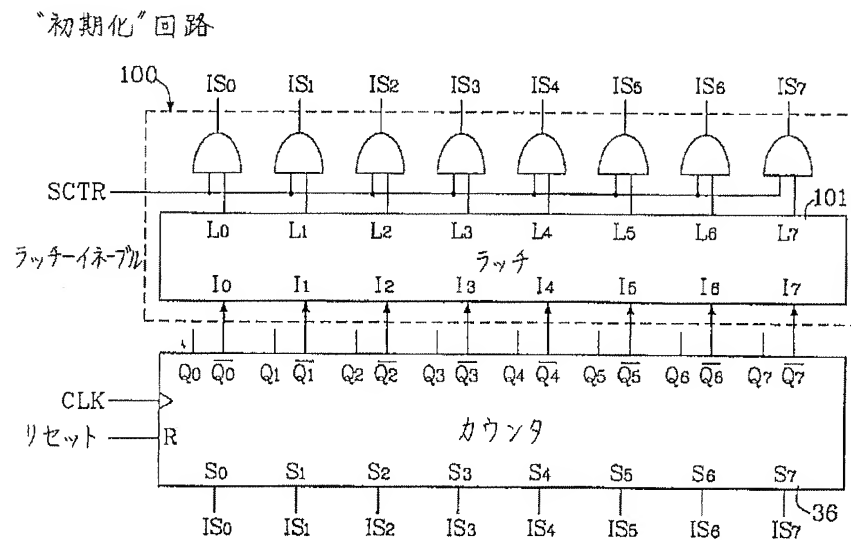 "初期化"回路
100
IS0 IS1 IS2 IS3 IS4 IS5 IS6 IS7
SCTR
101
L0 L1 L2 L3 L4 L5 L6 L7
ラッチーイネーブル
ラッチ
I0 I1 I2 I3 I4 I5 I6 I7
Q0 Q̅0̅ Q1 Q̅1̅ Q2 Q̅2̅ Q3 Q̅3̅ Q4 Q̅4̅ Q5 Q̅5̅ Q6 Q̅6̅ Q7 Q̅7̅
CLK
リセット R カウンタ
S0 S1 S2 S3 S4 S5 S6 S7
36
IS0 IS1 IS2 IS3 IS4 IS5 IS6 IS7